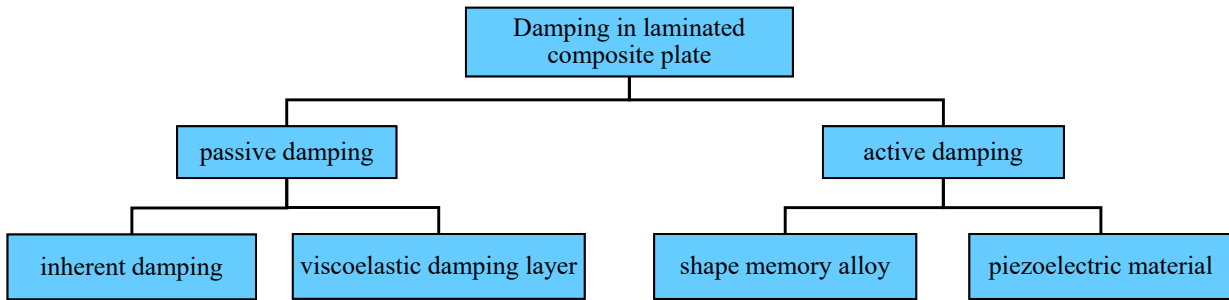 Damping in laminated
composite plate
passive damping
active damping
inherent damping
viscoelastic damping layer
shape memory alloy
piezoelectric material